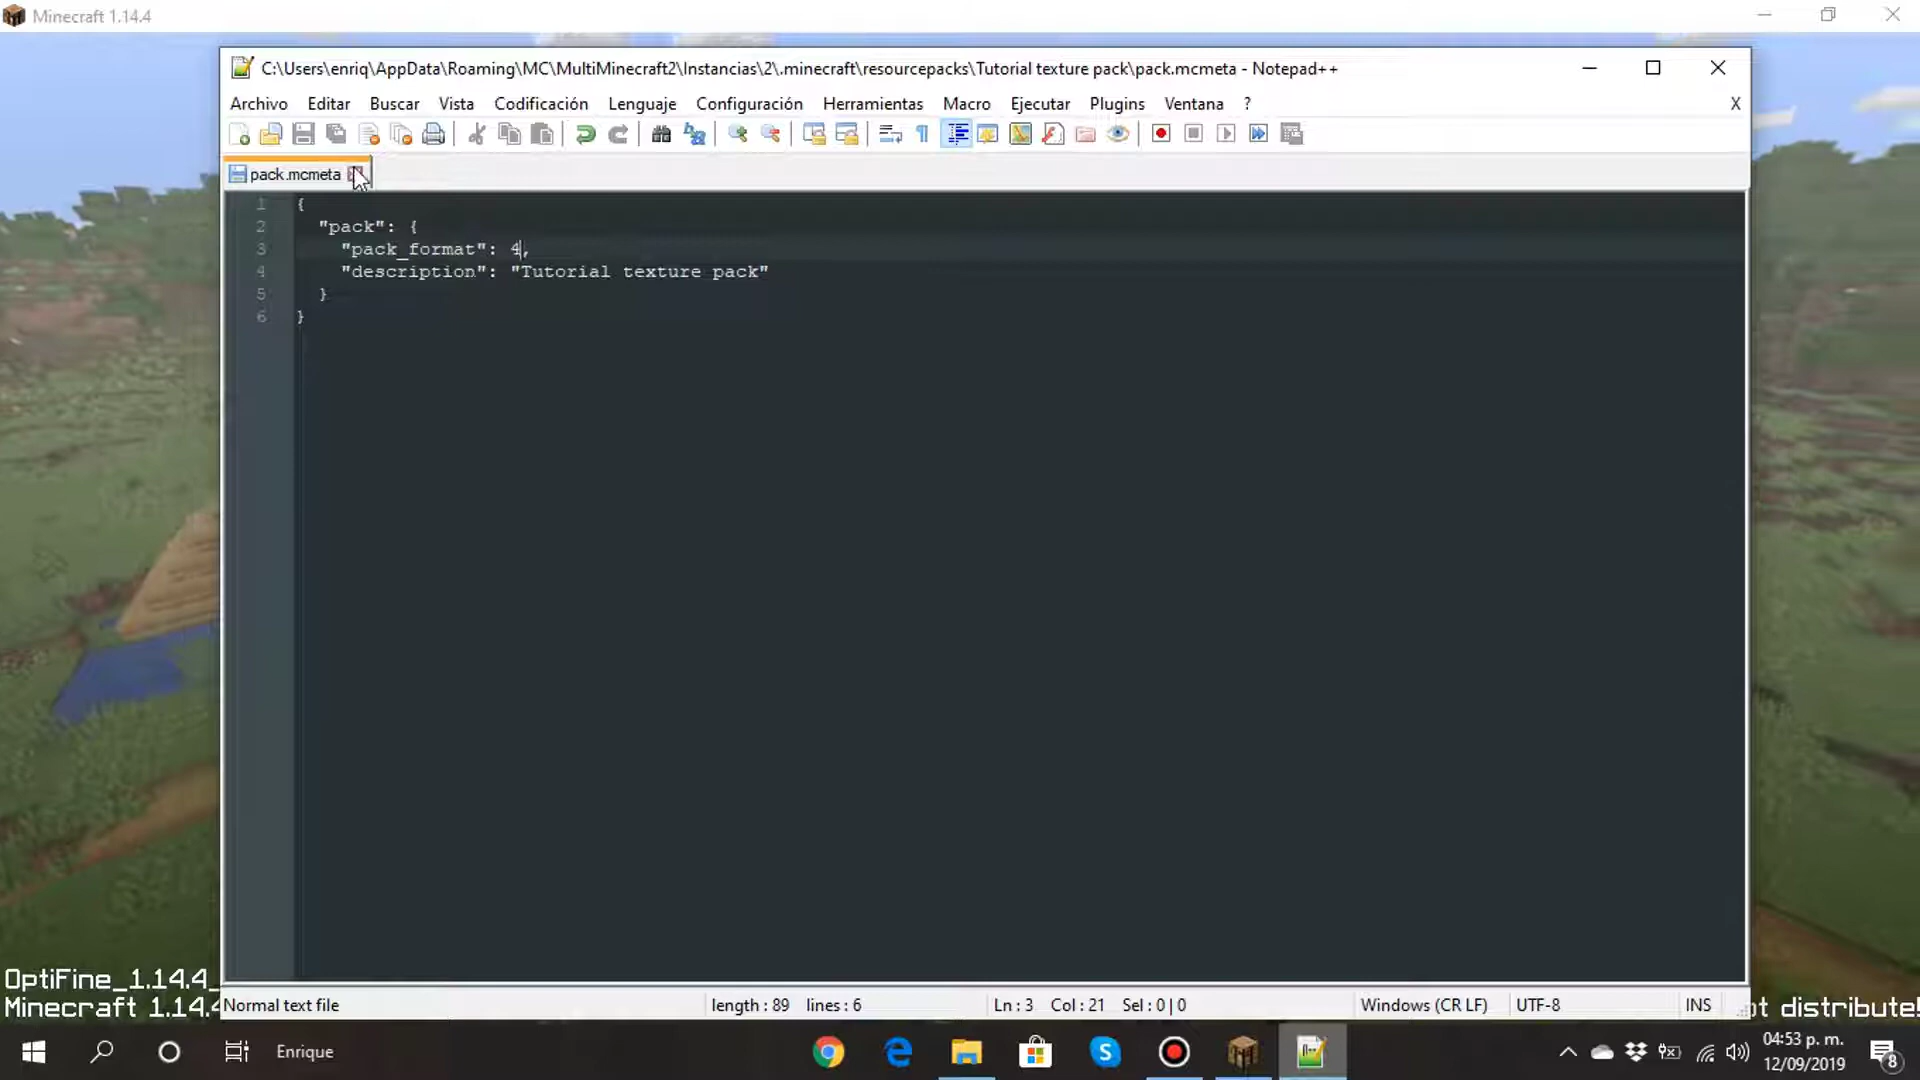 Minecraft 1.14.4
C:\Users\enriq\AppData\Roaming\MC\MultiMinecraft2\Instancias\2\.minecraft\resourcepacks\Tutorial texture pack\pack.mcmeta - Notepad++
Archivo Editar Buscar Vista Codificación Lenguaje Configuración Herramientas Macro Ejecutar Plugins Ventana ? X
pack.mcmeta
1 {
2 "pack": {
3 "pack_format": 4,
4 "description": "Tutorial texture pack"
5 }
6 }
OptiFine_1.14.4_
Minecraft 1.14.4
ot distribute!
Normal text file length : 89 lines : 6 Ln : 3 Col : 21 Sel : 0 | 0 Windows (CR LF) UTF-8 INS
Enrique
04:53 p. m.
12/09/2019
8